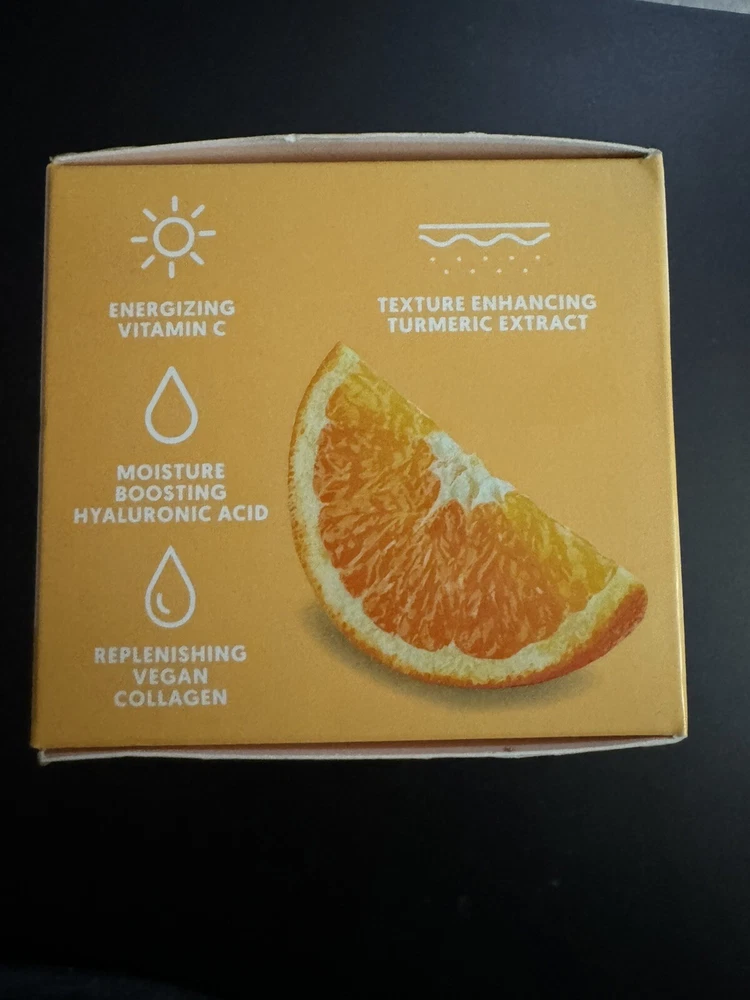 ENERGIZING
VITAMIN C
TEXTURE ENHANCING
TURMERIC EXTRACT
MOISTURE
BOOSTING
HYALURONIC ACID
REPLENISHING
VEGAN
COLLAGEN